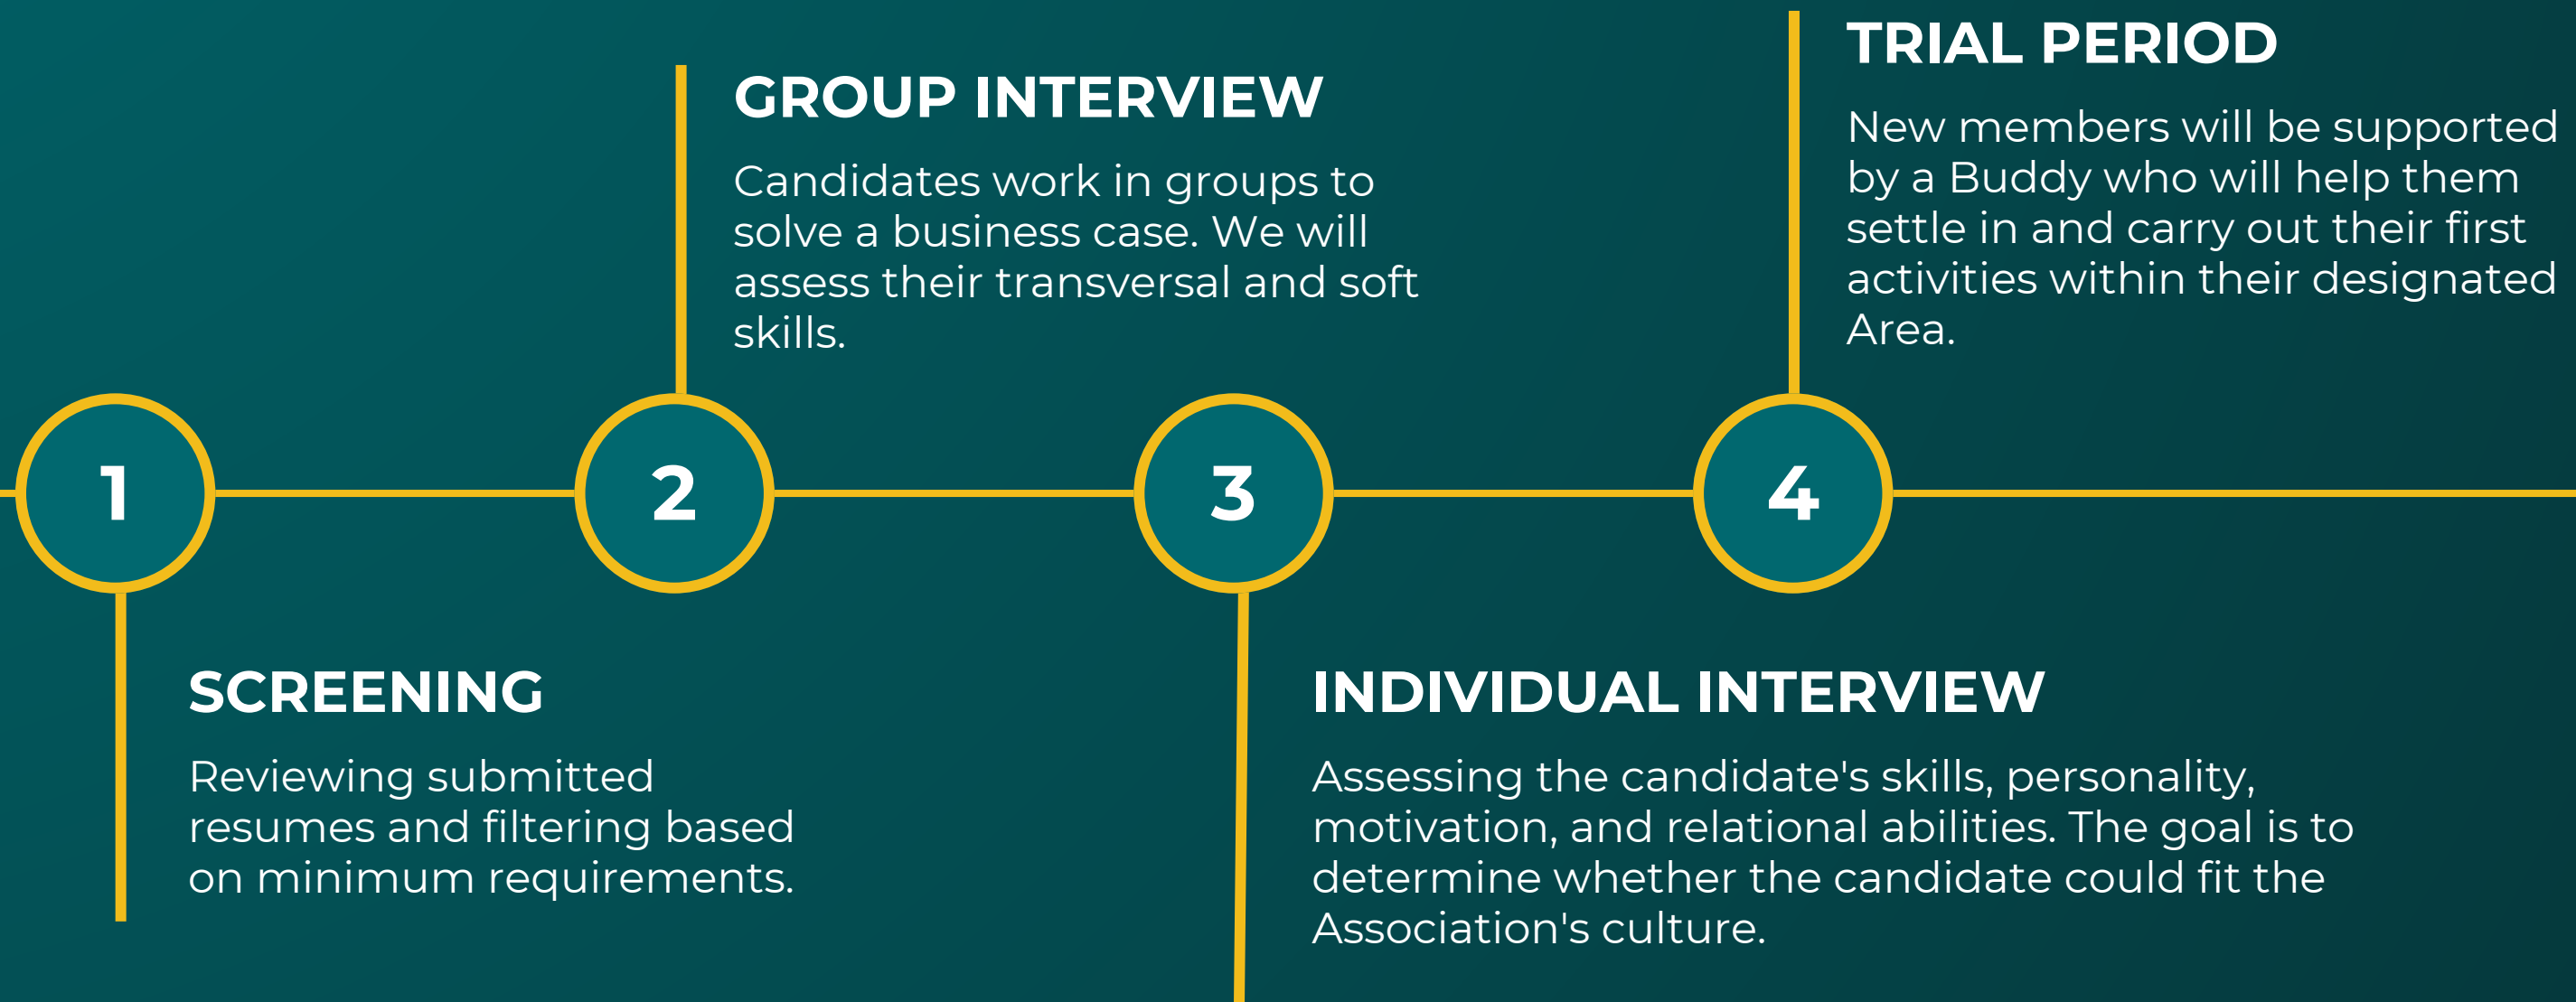 1
SCREENING
Reviewing submitted
resumes and filtering based
on minimum requirements.
2
GROUP INTERVIEW
Candidates work in groups to
solve a business case. We will
assess their transversal and soft
skills.
3
INDIVIDUAL INTERVIEW
Assessing the candidate's skills, personality,
motivation, and relational abilities. The goal is to
determine whether the candidate could fit the
Association's culture.
4
TRIAL PERIOD
New members will be supported
by a Buddy who will help them
settle in and carry out their first
activities within their designated
Area.